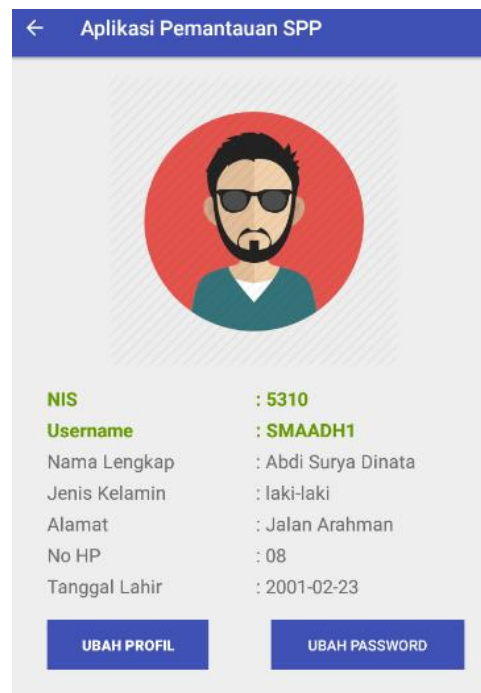 Aplikasi Pemantauan SPP
NIS : 5310
Username : SMAADH1
Nama Lengkap : Abdi Surya Dinata
Jenis Kelamin : laki-laki
Alamat : Jalan Arahman
No HP : 08
Tanggal Lahir : 2001-02-23
UBAH PROFIL UBAH PASSWORD